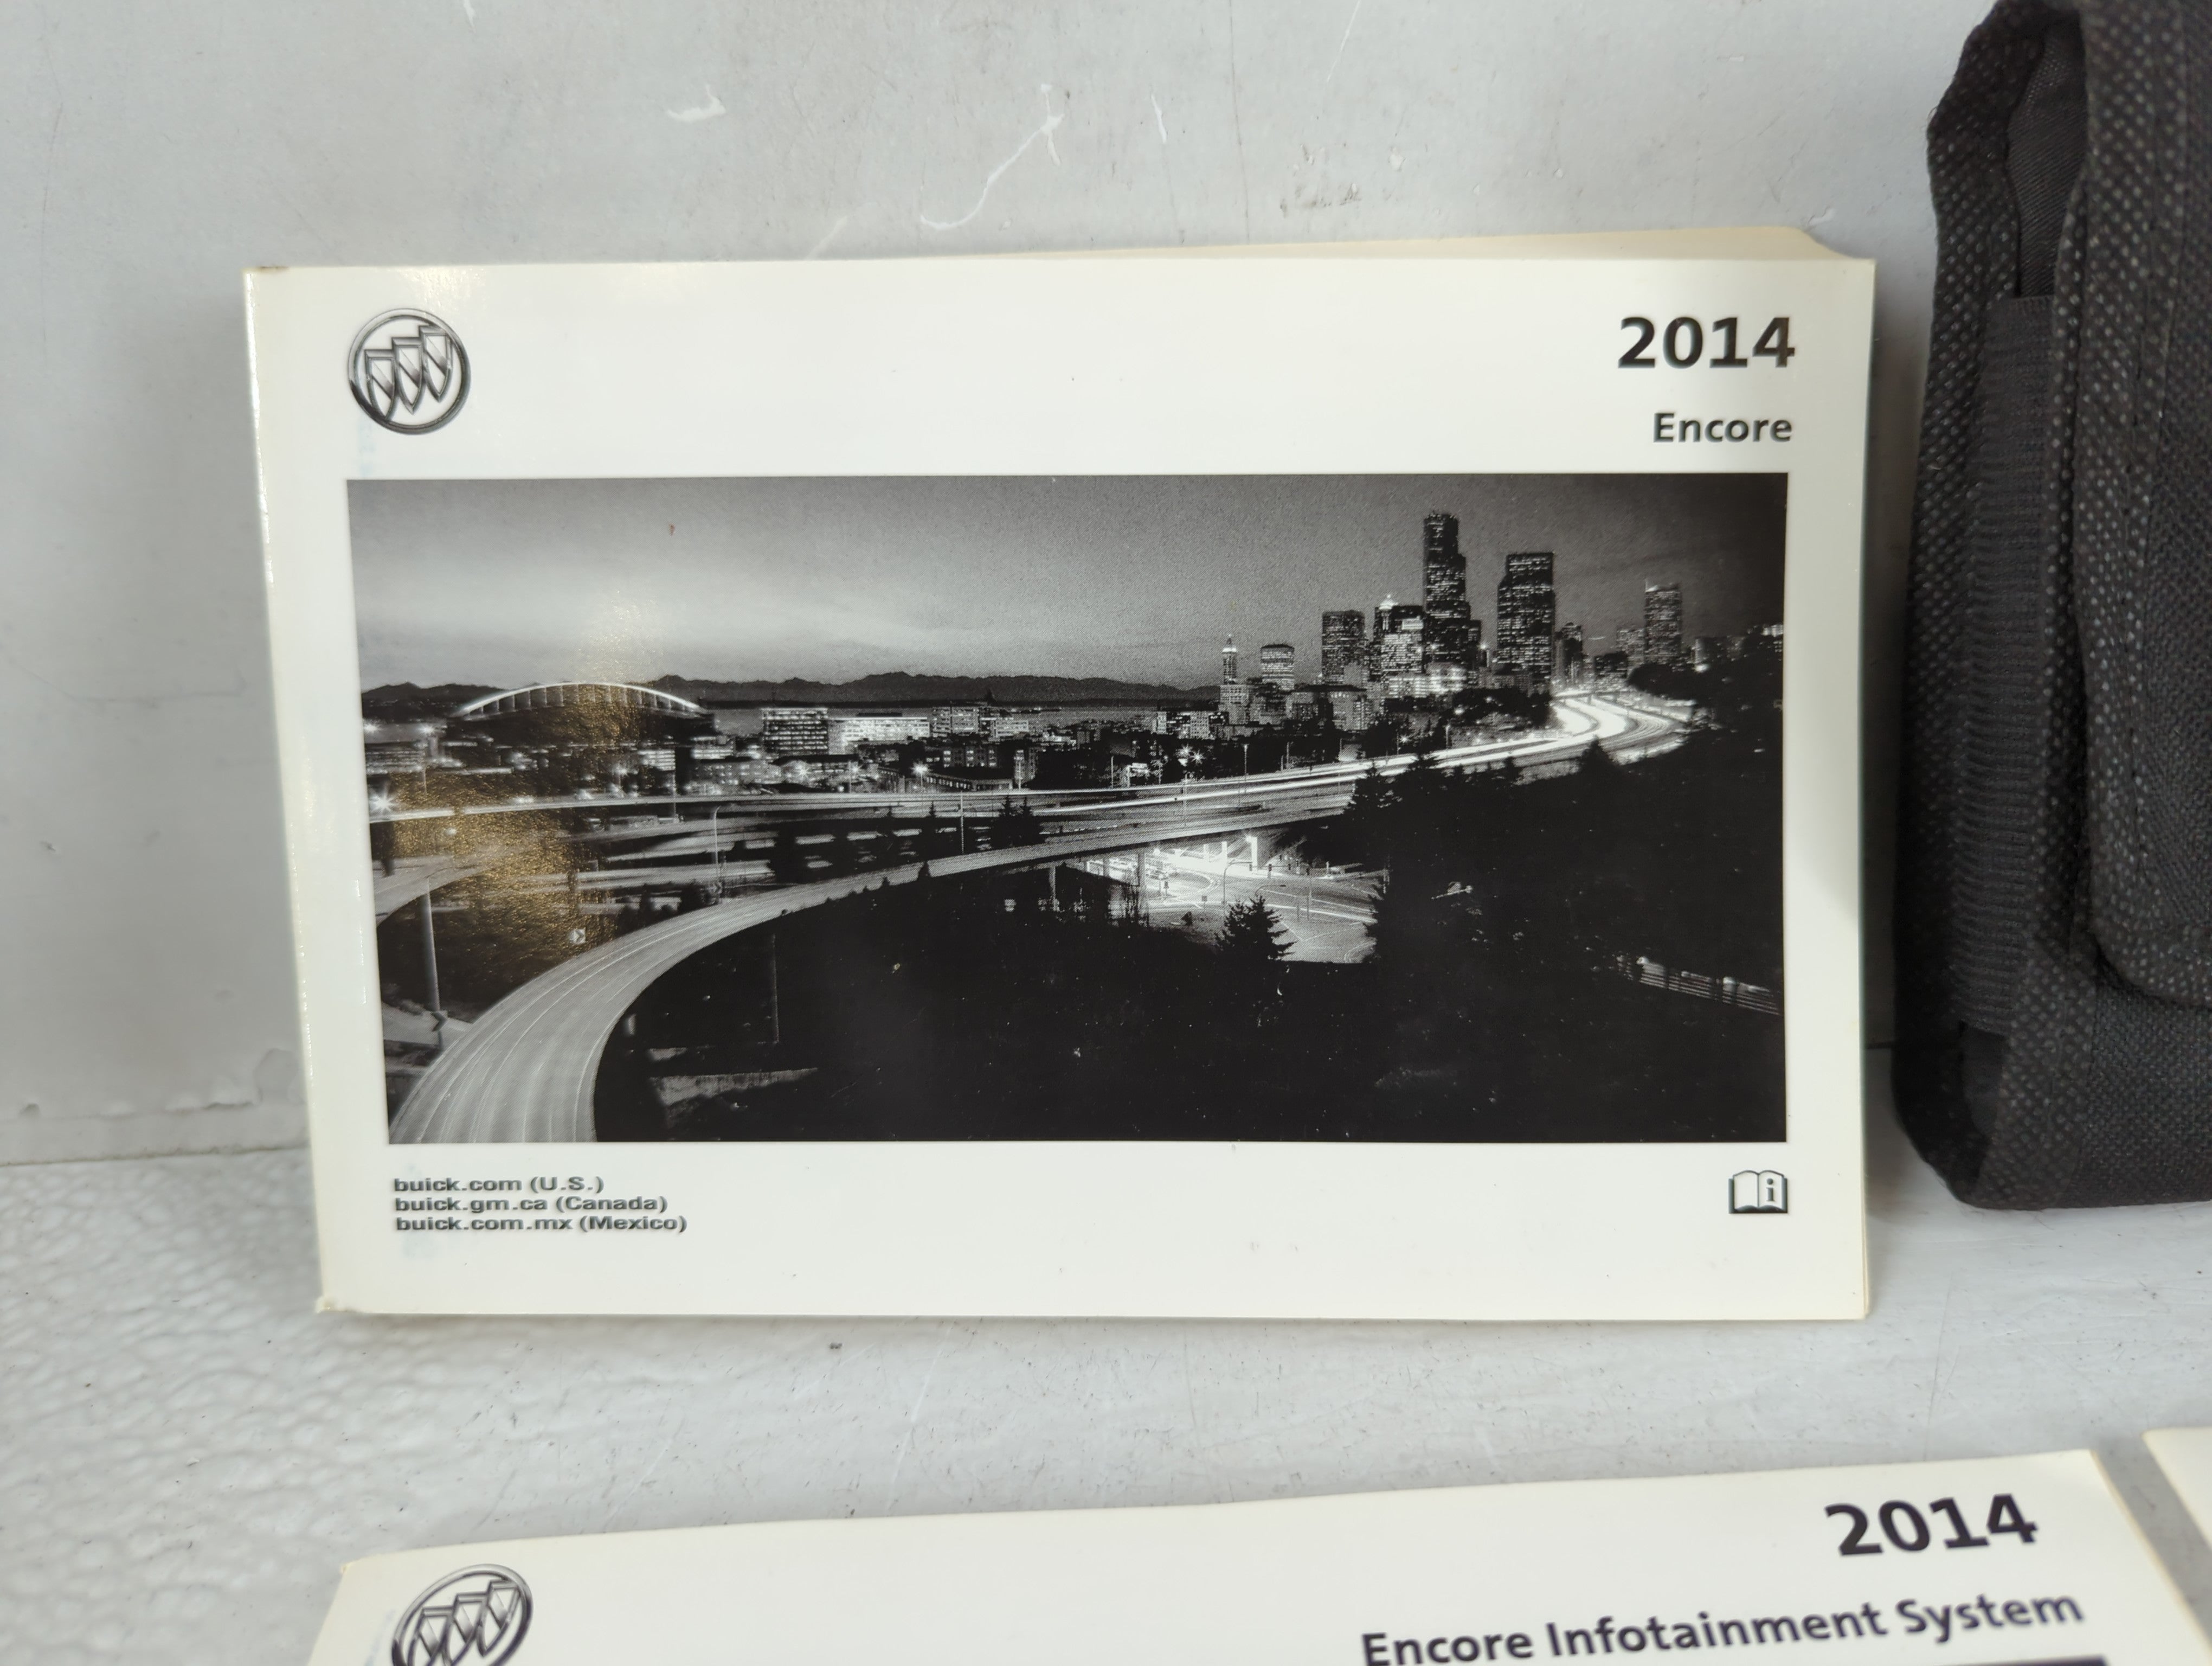 2014
Encore
buick.com (U.S.)
buick.gm.ca (Canada)
buick.com.mx (Mexico)
2014
Encore Infotainment System